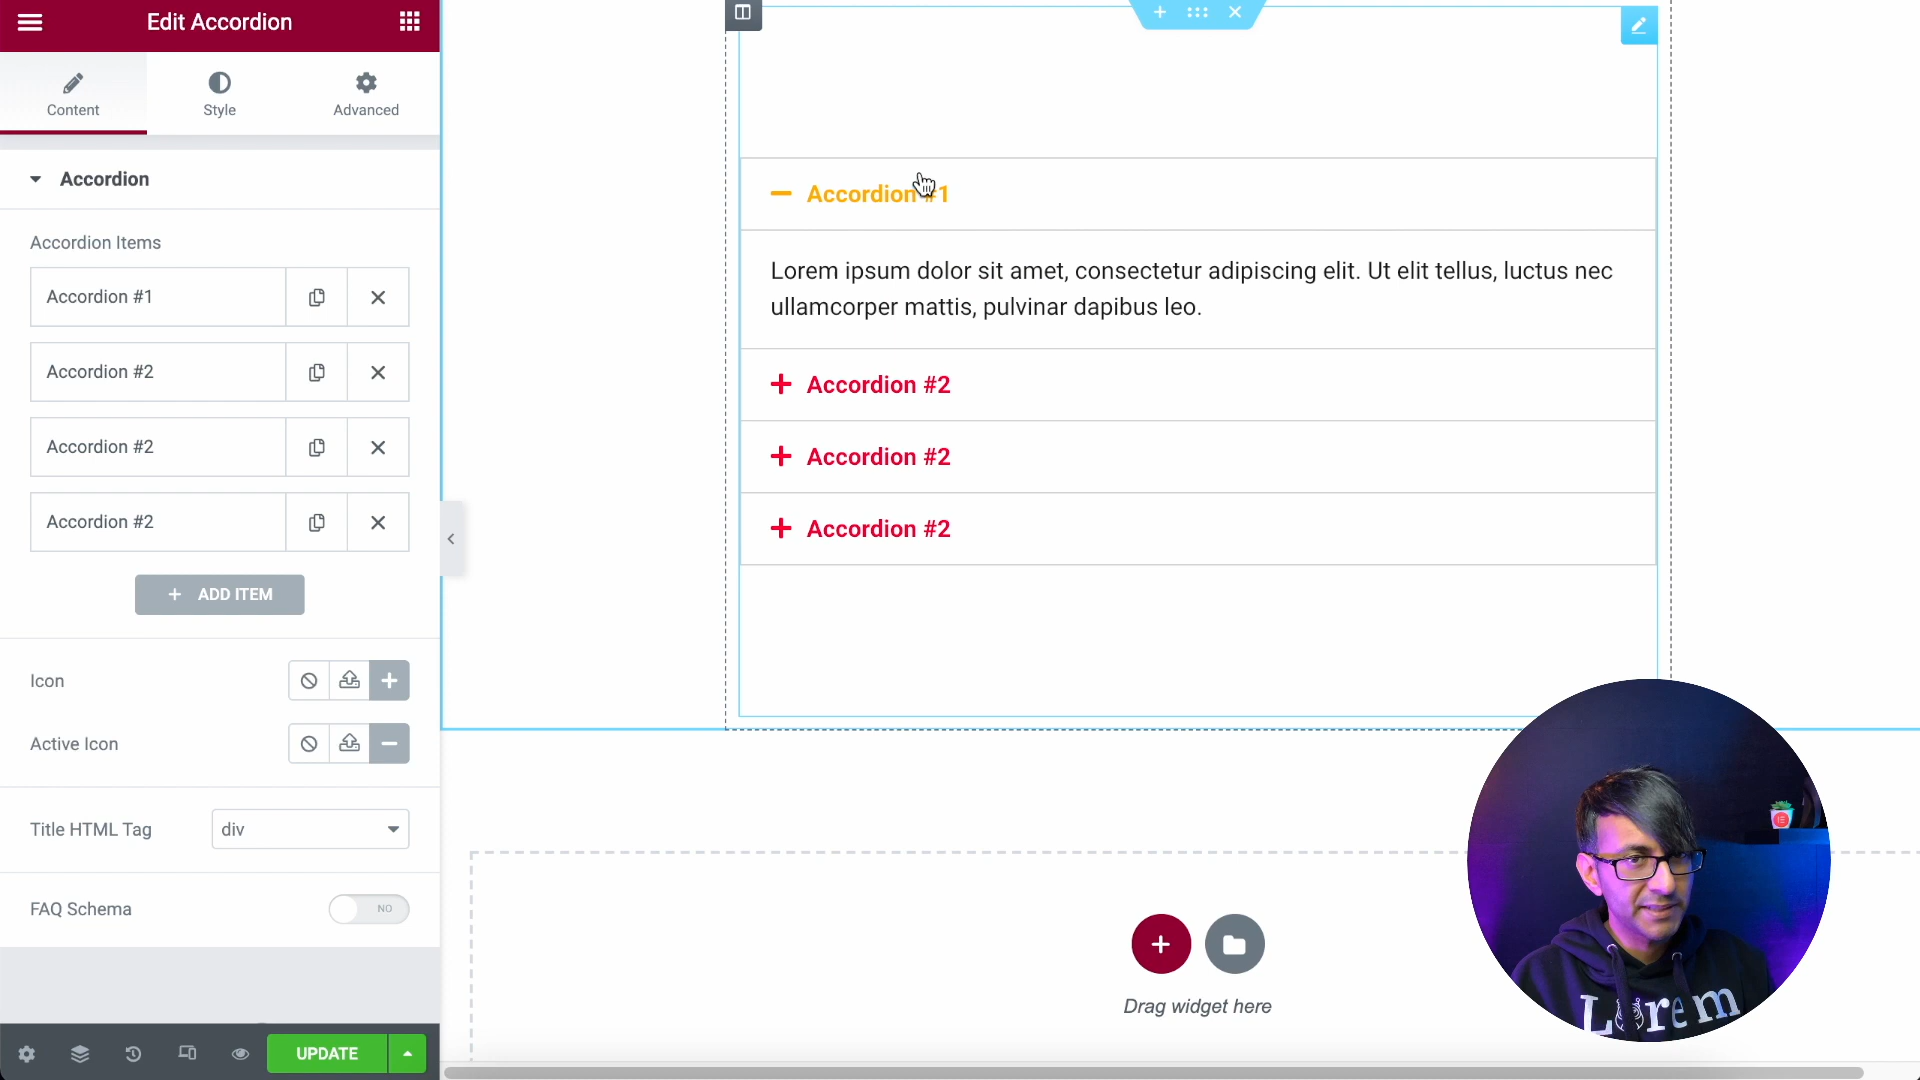 Edit Accordion
Content
Style
Advanced
Accordion
Accordion Items
Accordion #1
Accordion #2
Accordion #2
Accordion #2
+ ADD ITEM
Icon
Active Icon
Title HTML Tag
div
FAQ Schema
NO
UPDATE
Accordion #1
Lorem ipsum dolor sit amet, consectetur adipiscing elit. Ut elit tellus, luctus nec
ullamcorper mattis, pulvinar dapibus leo.
Accordion #2
Accordion #2
Accordion #2
Drag widget here
Lorem